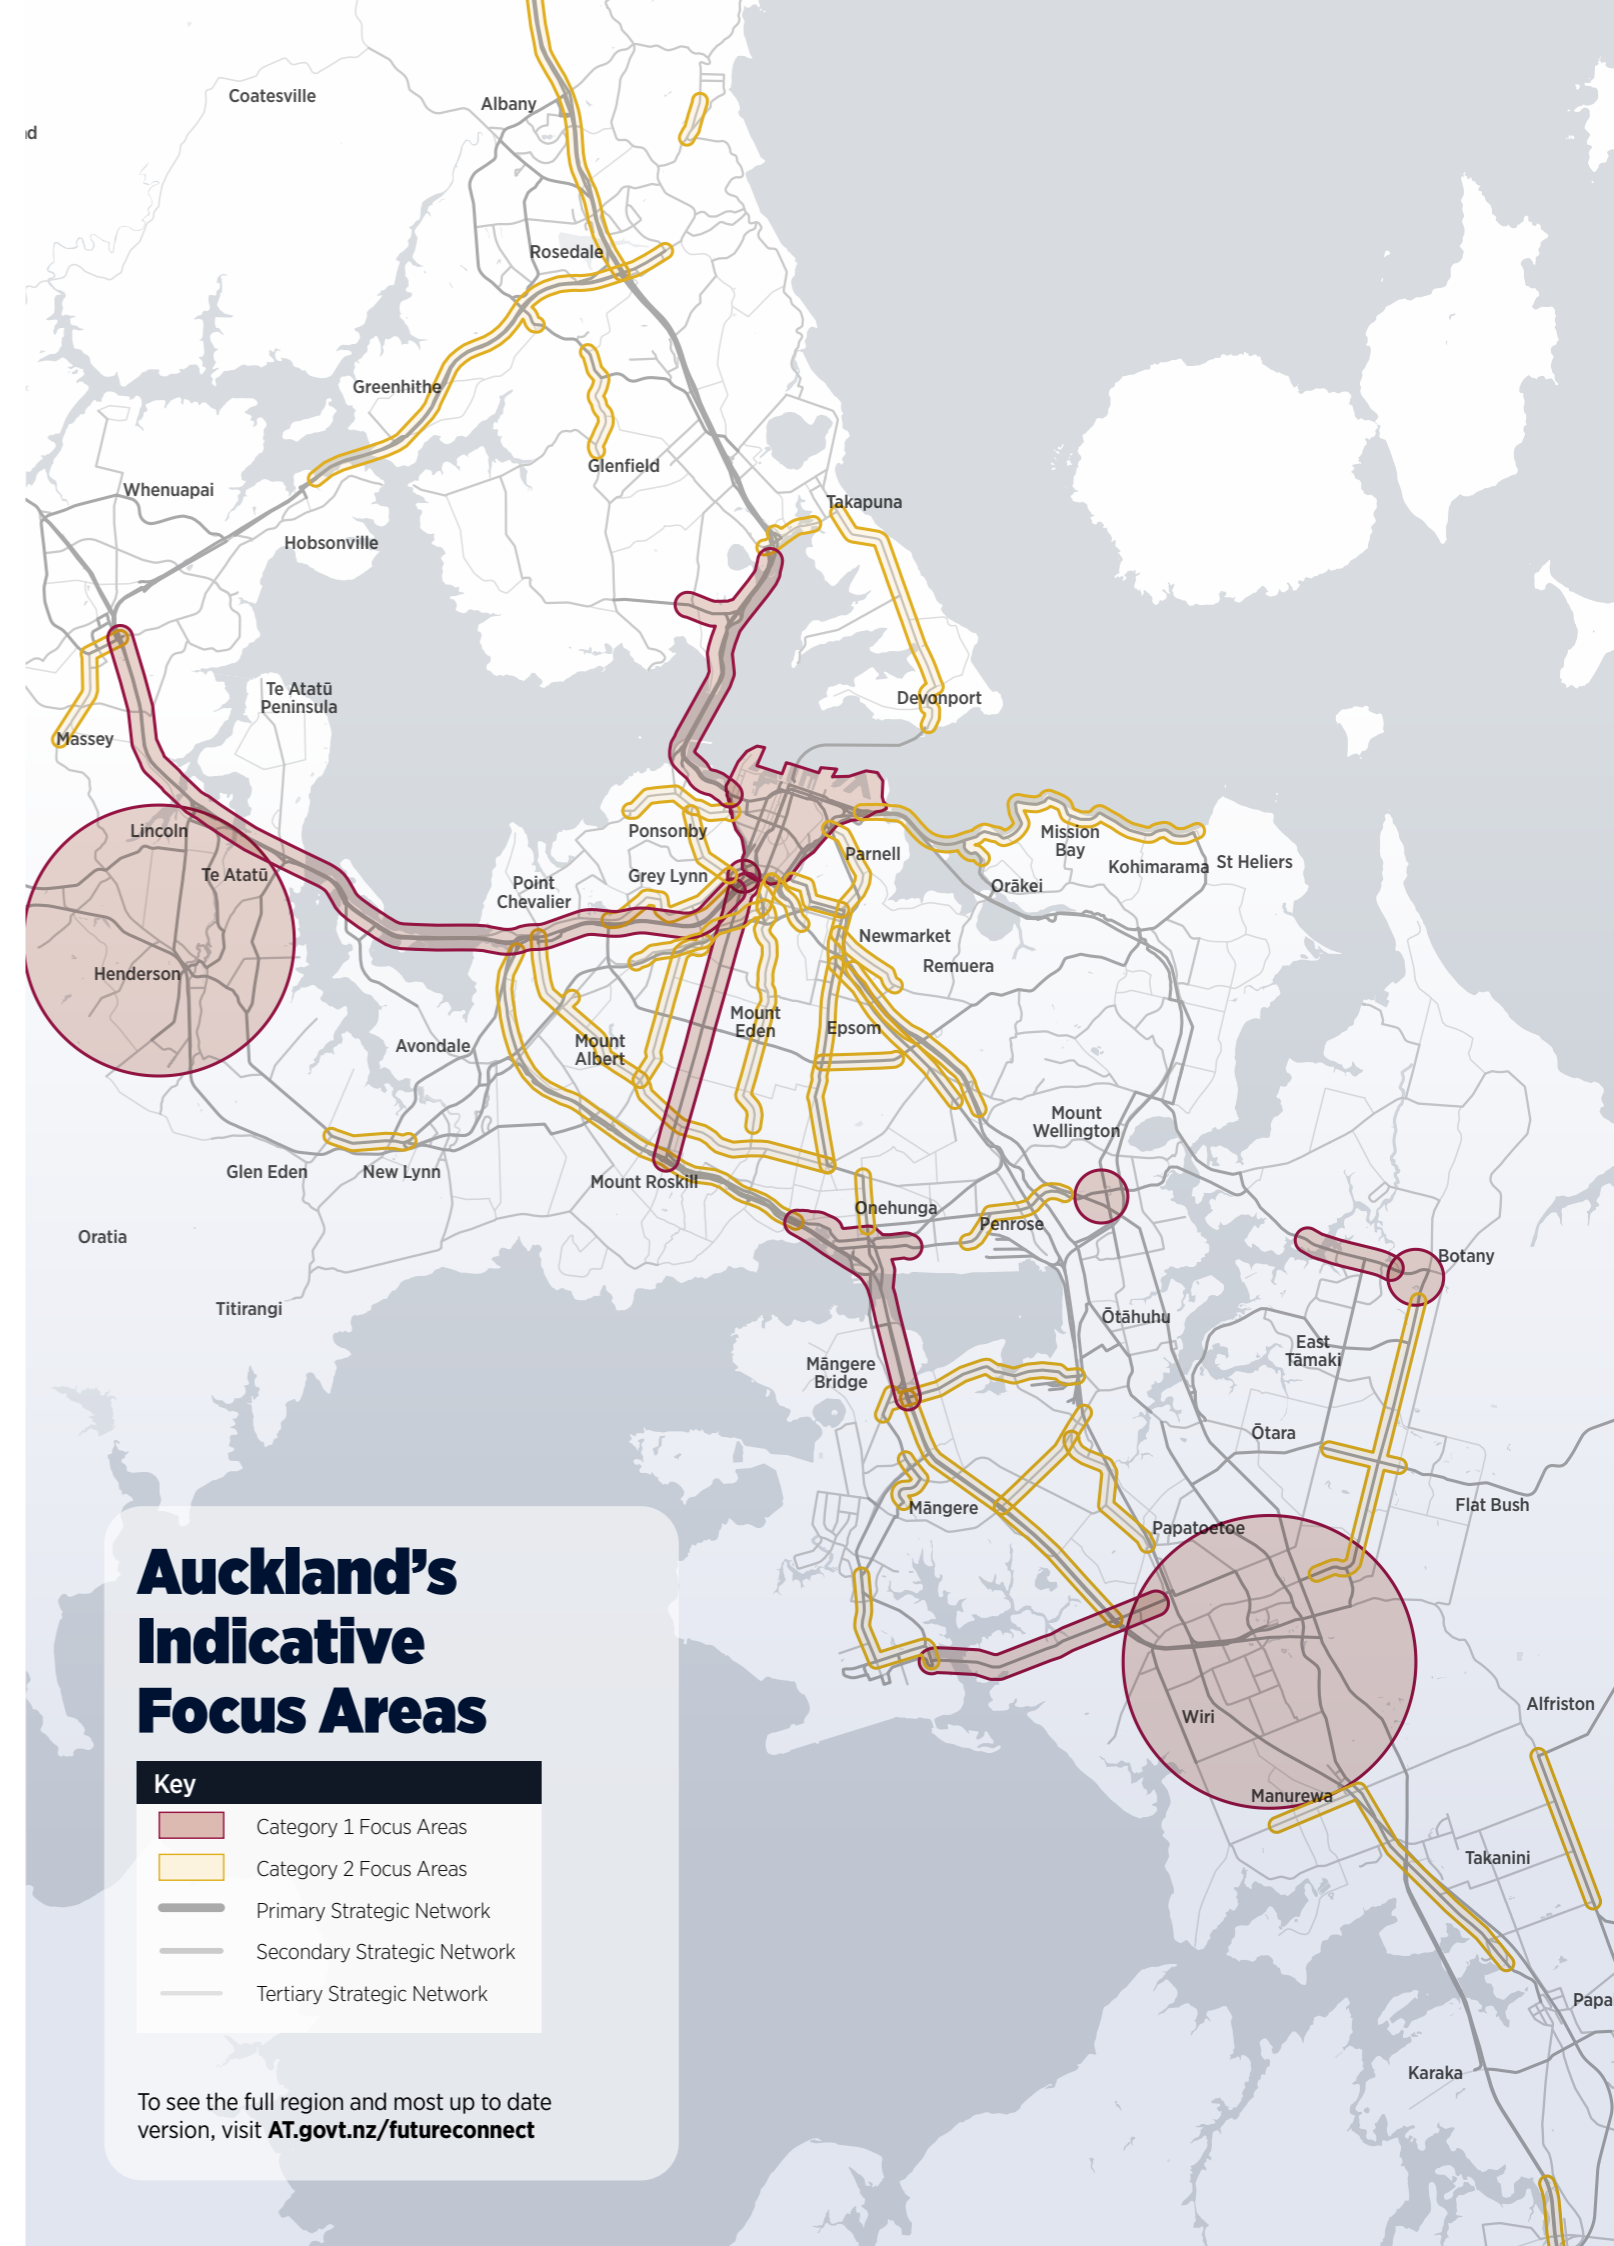 Coatesville
Albany
Rosedale
Greenhithe
Glenfield
Whenuapai
Takapuna
Hobsonville
Te Atatū
Peninsula
Devonport
Massey
Lincoln
Ponsonby
Mission
Bay
Parnell
Kohimarama
St Heliers
Te Atatū
Grey Lynn
Point
Chevalier
Orākei
Newmarket
Remuera
Henderson
Mount
Eden
Epsom
Avondale
Mount
Albert
Mount
Wellington
Glen Eden
New Lynn
Mount Roskill
Onehunga
Penrose
Oratia
Botany
Titirangi
Ōtāhuhu
East
Tāmaki
Māngere
Bridge
Ōtara
Māngere
Flat Bush
Papatoetoe
Alfriston
Wiri
Manurewa
Takanini
Papa
Karaka
Auckland’s
Indicative
Focus Areas
Key
Category 1 Focus Areas
Category 2 Focus Areas
Primary Strategic Network
Secondary Strategic Network
Tertiary Strategic Network
To see the full region and most up to date
version, visit AT.govt.nz/futureconnect